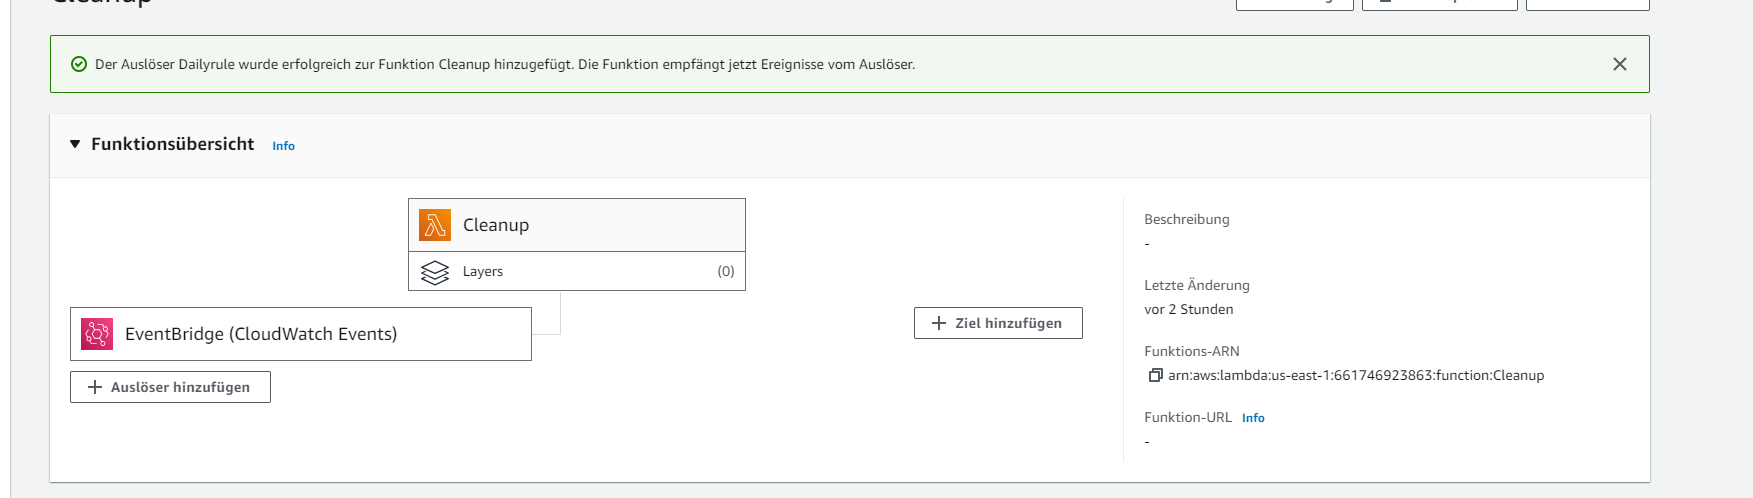 Cleanup
Der Auslöser Dailyrule wurde erfolgreich zur Funktion Cleanup hinzugefügt. Die Funktion empfängt jetzt Ereignisse vom Auslöser.
Funktionsübersicht Info
Cleanup
Layers (0)
EventBridge (CloudWatch Events)
Auslöser hinzufügen
Ziel hinzufügen
Beschreibung
-
Letzte Änderung
vor 2 Stunden
Funktions-ARN
arn:aws:lambda:us-east-1:661746923863:function:Cleanup
Funktion-URL Info
-